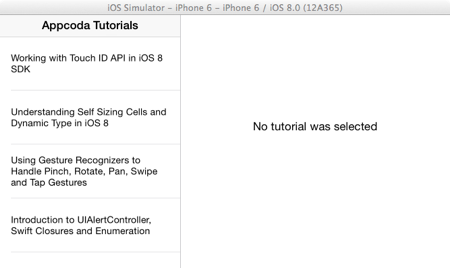 iOS Simulator – iPhone 6 – iPhone 6 / iOS 8.0 (12A365)
Appcoda Tutorials
Working with Touch ID API in iOS 8
SDK
Understanding Self Sizing Cells and
Dynamic Type in iOS 8
Using Gesture Recognizers to
Handle Pinch, Rotate, Pan, Swipe
and Tap Gestures
Introduction to UIAlertController,
Swift Closures and Enumeration
No tutorial was selected